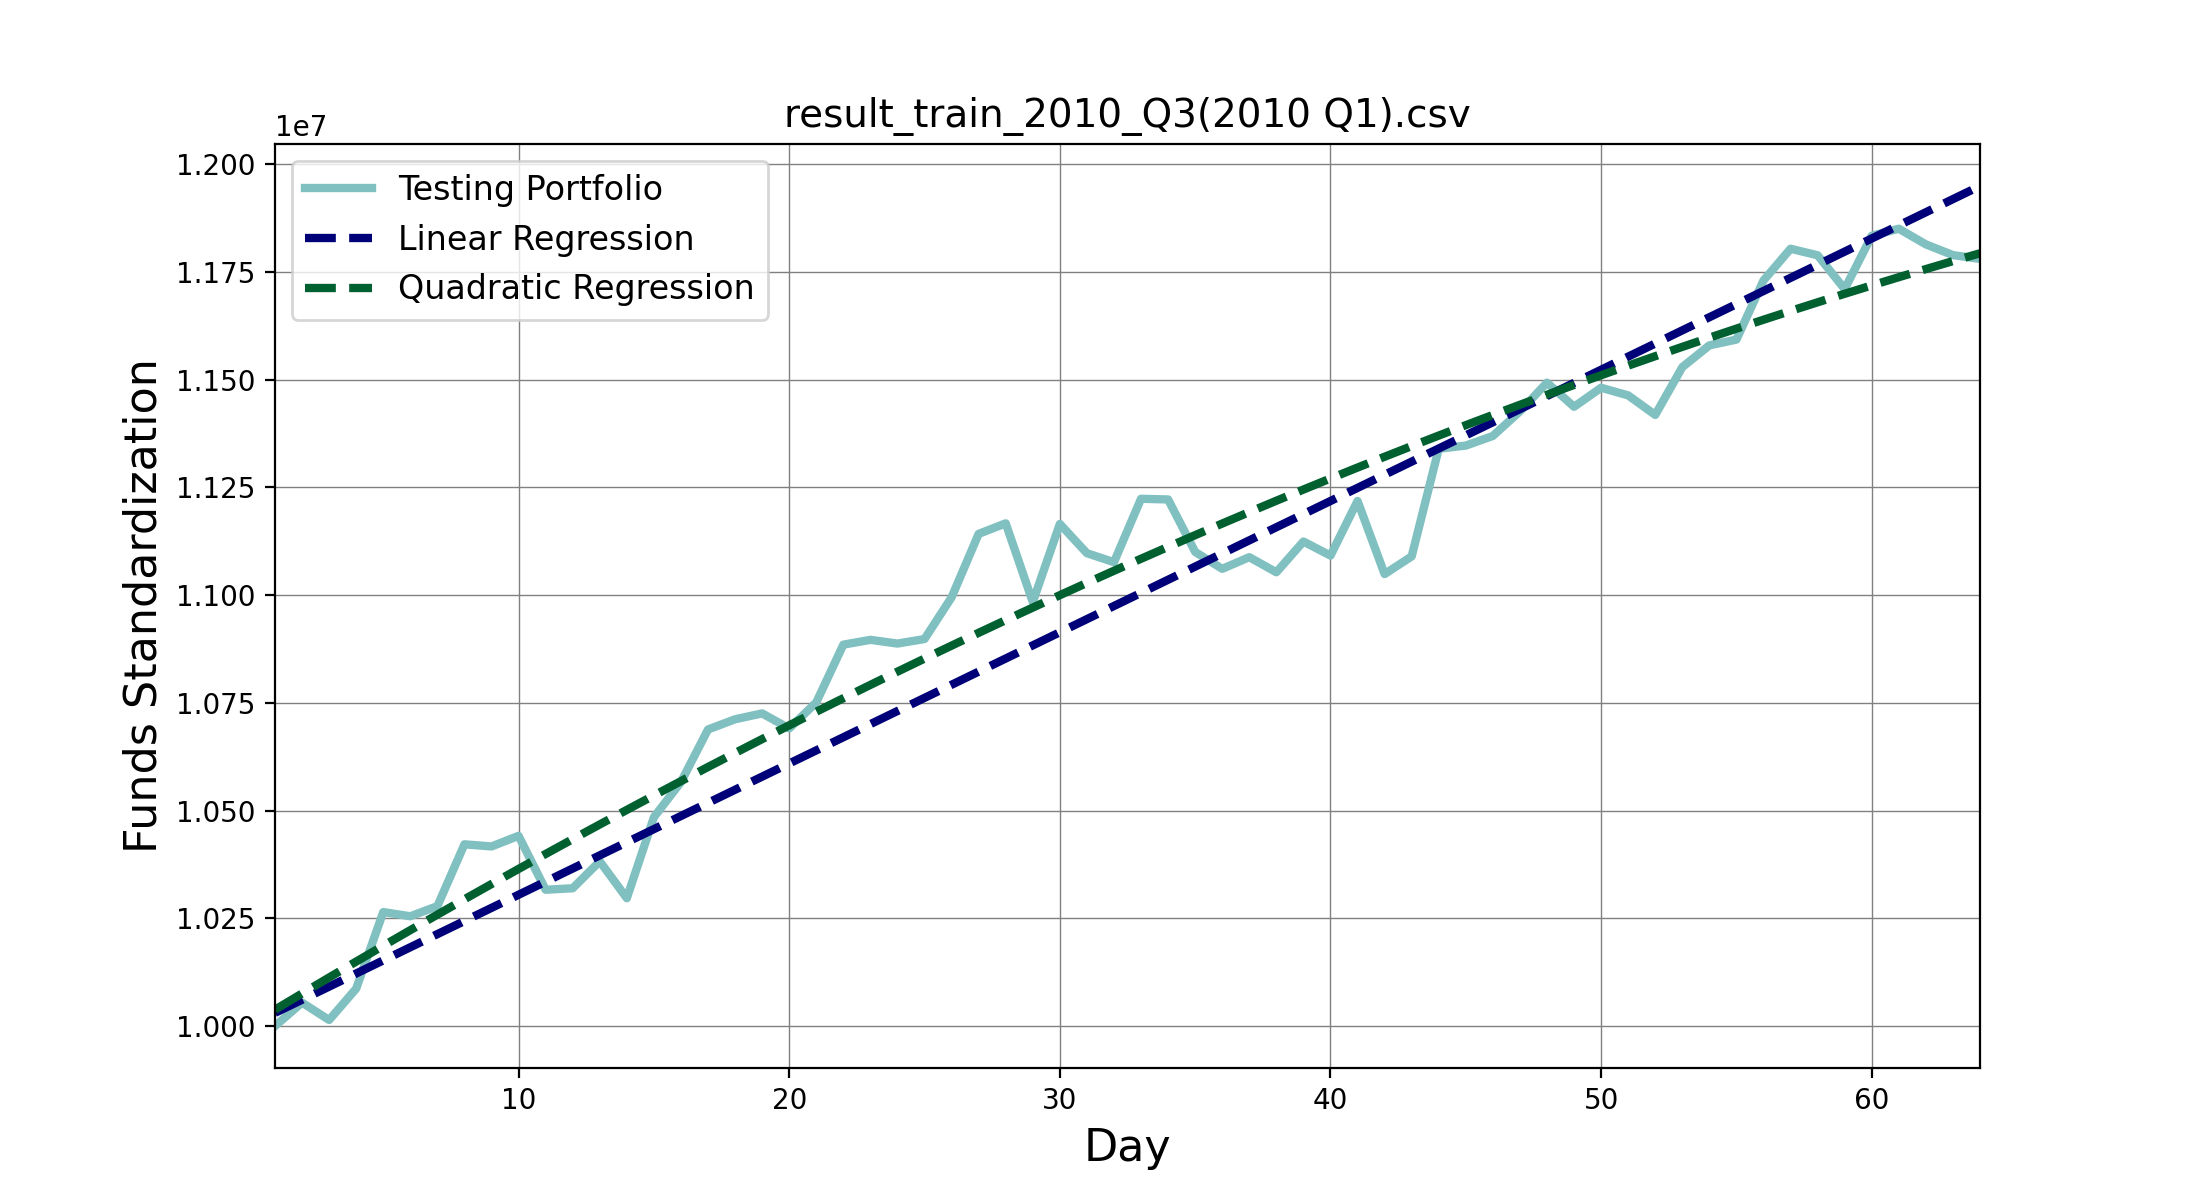 result_train_2010_Q3(2010 Q1).csv
1e7
1.200
1.175
1.150
1.125
1.100
1.075
1.050
1.025
1.000
Funds Standardization
Testing Portfolio
Linear Regression
Quadratic Regression
10 20 30 40 50 60
Day